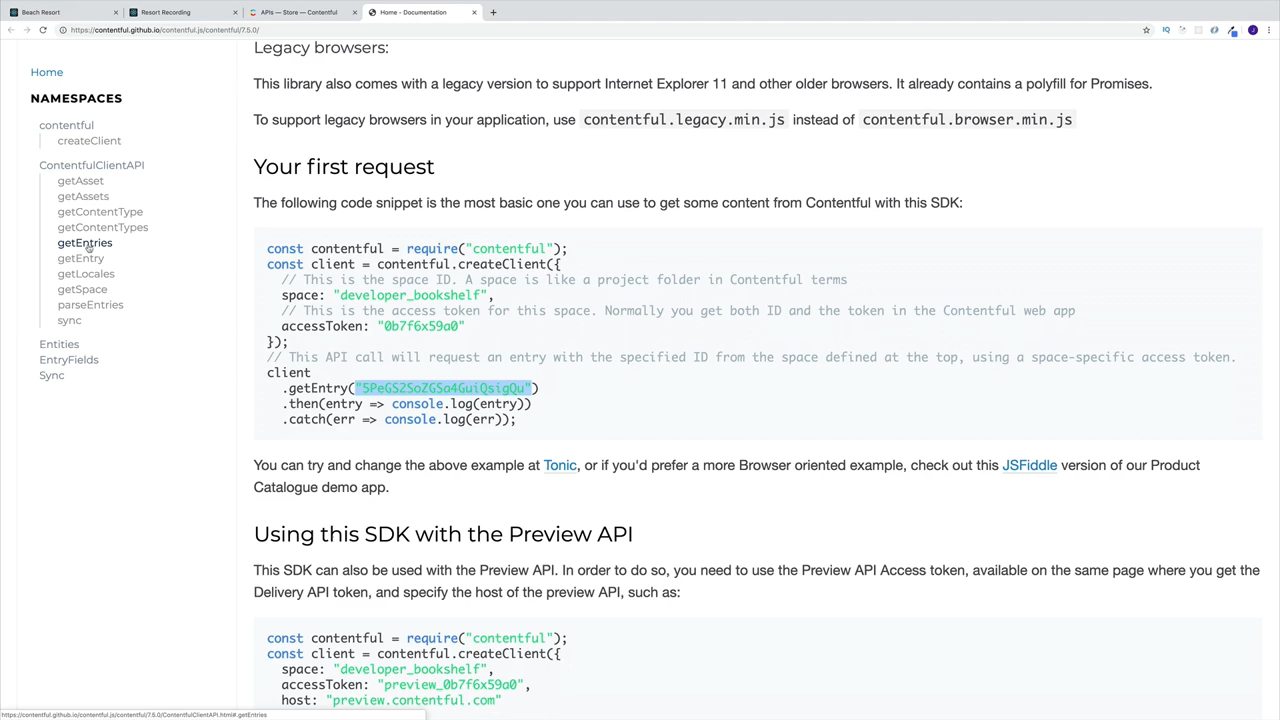 Beach Resort
Resort Recording
APIs — Store — Contentful
Home - Documentation
https://contentful.github.io/contentful.js/contentful/7.5.0/
Home
NAMESPACES
contentful
createClient
ContentfulClientAPI
getAsset
getAssets
getContentType
getContentTypes
getEntries
getEntry
getLocales
getSpace
parseEntries
sync
Entities
EntryFields
Sync
Legacy browsers:
This library also comes with a legacy version to support Internet Explorer 11 and other older browsers. It already contains a polyfill for Promises.
To support legacy browsers in your application, use contentful.legacy.min.js instead of contentful.browser.min.js
Your first request
The following code snippet is the most basic one you can use to get some content from Contentful with this SDK:
const contentful = require("contentful");
const client = contentful.createClient({
// This is the space ID. A space is like a project folder in Contentful terms
space: "developer_bookshelf",
// This is the access token for this space. Normally you get both ID and the token in the Contentful web app
accessToken: "0b7f6x59a0"
});
// This API call will request an entry with the specified ID from the space defined at the top, using a space-specific access token.
client
.getEntry("5PeGS2SoZGSa4GuiQsigQu")
.then(entry => console.log(entry))
.catch(err => console.log(err));
You can try and change the above example at Tonic, or if you'd prefer a more Browser oriented example, check out this JSFiddle version of our Product
Catalogue demo app.
Using this SDK with the Preview API
This SDK can also be used with the Preview API. In order to do so, you need to use the Preview API Access token, available on the same page where you get the
Delivery API token, and specify the host of the preview API, such as:
const contentful = require("contentful");
const client = contentful.createClient({
space: "developer_bookshelf",
accessToken: "preview_0b7f6x59a0",
host: "preview.contentful.com"
https://contentful.github.io/contentful.js/contentful/7.5.0/ContentfulClientAPI.html#.getEntries